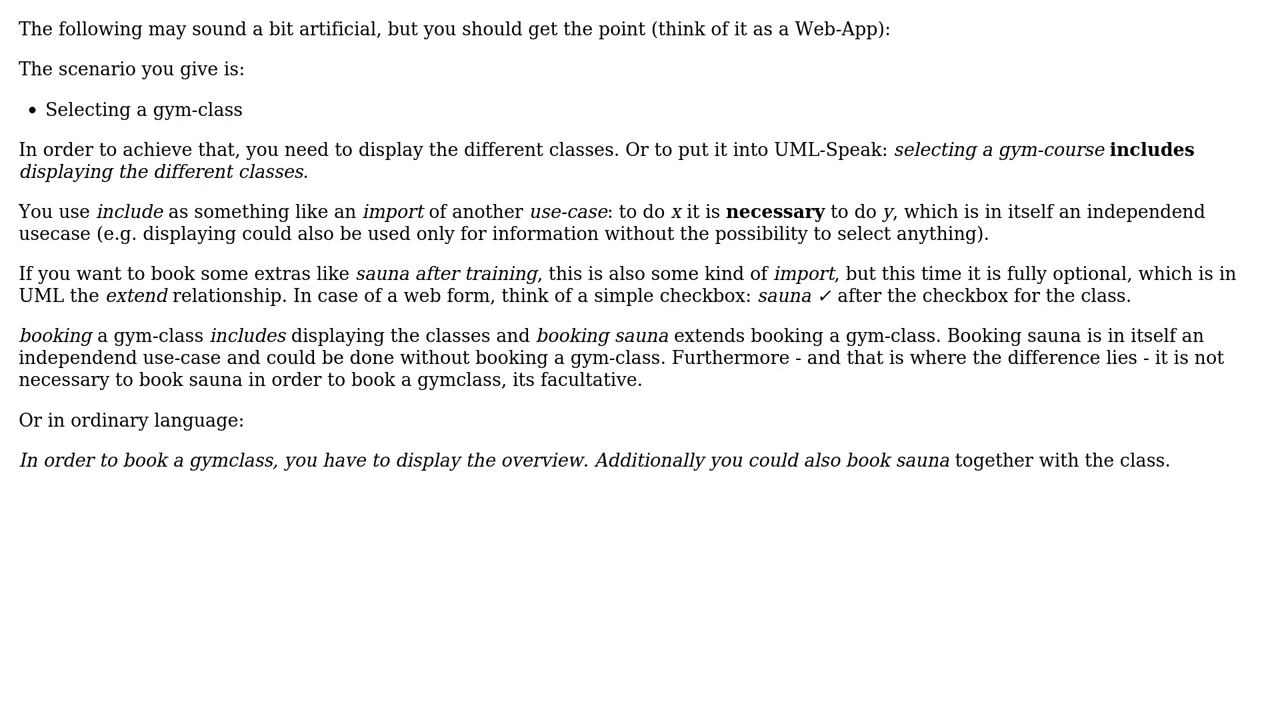 The following may sound a bit artificial, but you should get the point (think of it as a Web-App):
The scenario you give is:
• Selecting a gym-class
In order to achieve that, you need to display the different classes. Or to put it into UML-Speak: selecting a gym-course includes
displaying the different classes.
You use include as something like an import of another use-case: to do x it is necessary to do y, which is in itself an independend
usecase (e.g. displaying could also be used only for information without the possibility to select anything).
If you want to book some extras like sauna after training, this is also some kind of import, but this time it is fully optional, which is in
UML the extend relationship. In case of a web form, think of a simple checkbox: sauna ✓ after the checkbox for the class.
booking a gym-class includes displaying the classes and booking sauna extends booking a gym-class. Booking sauna is in itself an
independend use-case and could be done without booking a gym-class. Furthermore - and that is where the difference lies - it is not
necessary to book sauna in order to book a gymclass, its facultative.
Or in ordinary language:
In order to book a gymclass, you have to display the overview. Additionally you could also book sauna together with the class.